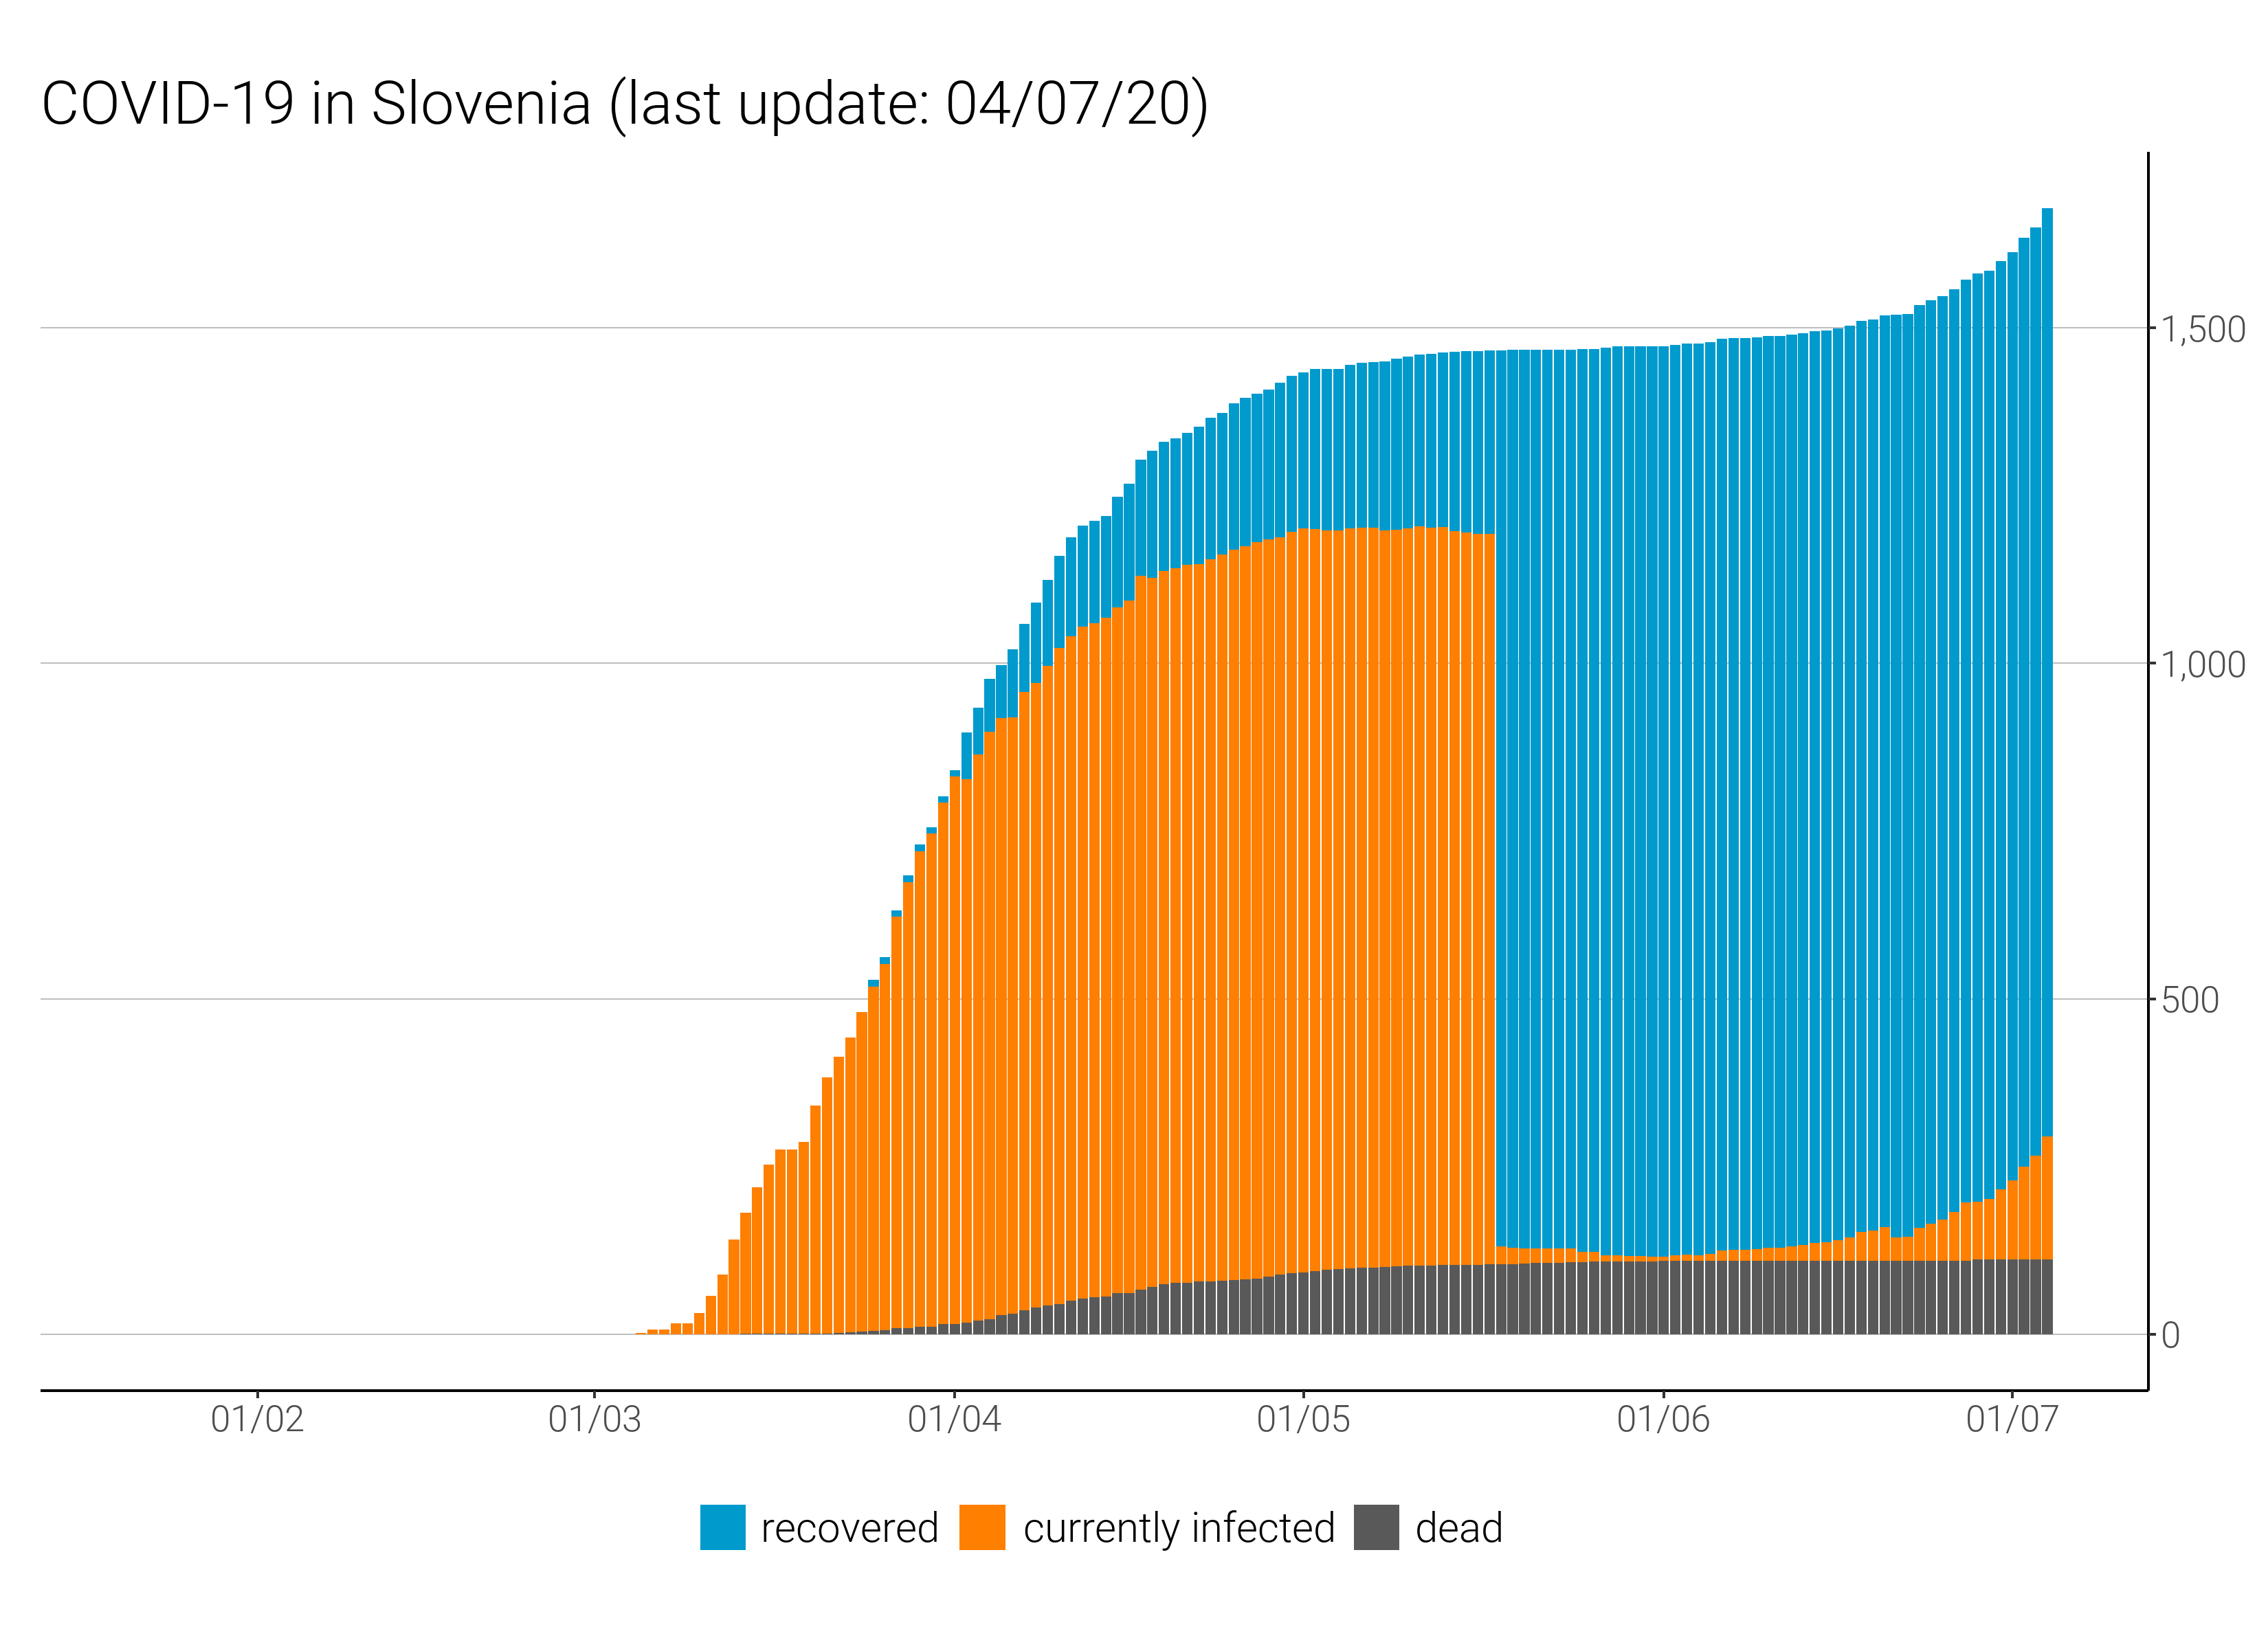 COVID-19 in Slovenia (last update: 04/07/20)
1,500
1,000
500
0
01/02 01/03 01/04 01/05 01/06 01/07
recovered currently infected dead